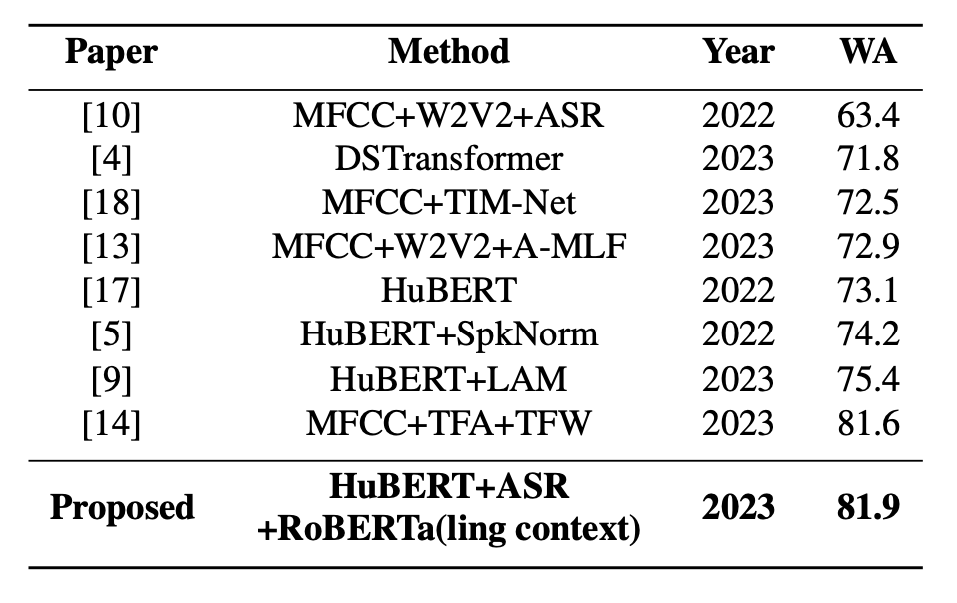 Paper Method Year WA
[10] MFCC+W2V2+ASR 2022 63.4
[4] DSTransformer 2023 71.8
[18] MFCC+TIM-Net 2023 72.5
[13] MFCC+W2V2+A-MLF 2023 72.9
[17] HuBERT 2022 73.1
[5] HuBERT+SpkNorm 2022 74.2
[9] HuBERT+LAM 2023 75.4
[14] MFCC+TFA+TFW 2023 81.6
Proposed HuBERT+ASR 2023 81.9
+RoBERTa(ling context)